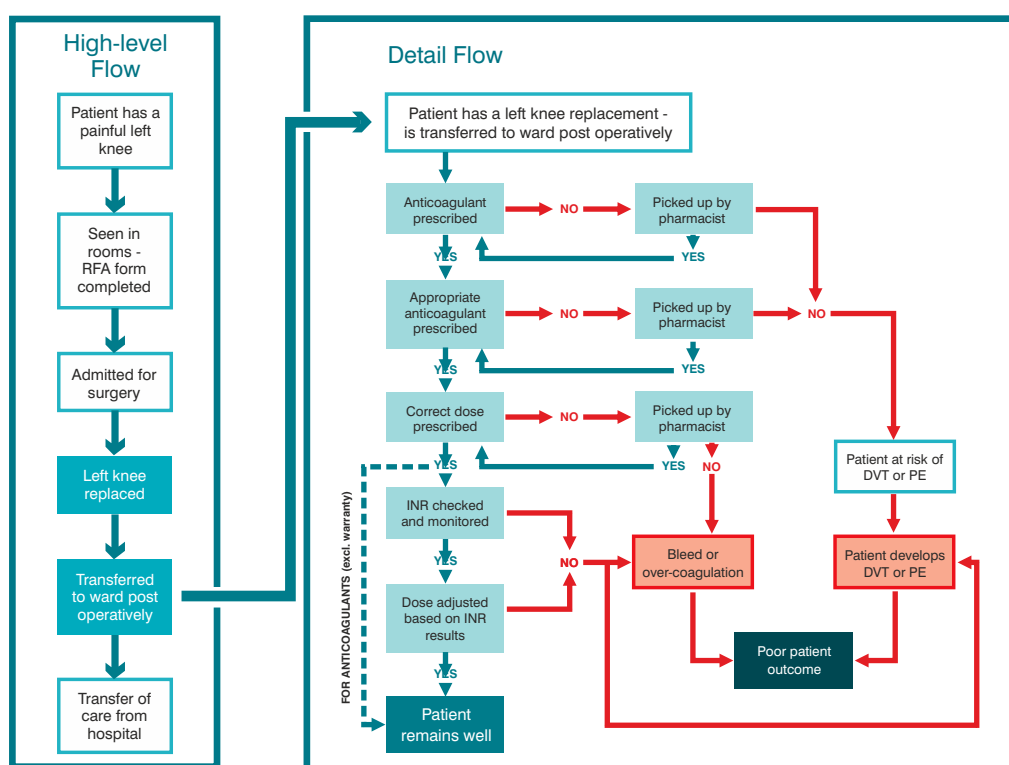 High-level
Flow
Patient has a
painful left
knee
Seen in
rooms -
RFA form
completed
Admitted for
surgery
Left knee
replaced
Transferred
to ward post
operatively
Transfer of
care from
hospital
Detail Flow
Patient has a left knee replacement -
is transferred to ward post operatively
Anticoagulant
prescribed
NO
Picked up by
pharmacist
YES
YES
Appropriate
anticoagulant
prescribed
NO
Picked up by
pharmacist
NO
YES
YES
Correct dose
prescribed
NO
Picked up by
pharmacist
YES
YES
NO
Patient at risk of
DVT or PE
FOR ANTICOAGULANTS (excl. warranty)
INR checked
and monitored
YES
NO
Bleed or
over-coagulation
Patient develops
DVT or PE
Dose adjusted
based on INR
results
YES
Poor patient
outcome
Patient
remains well